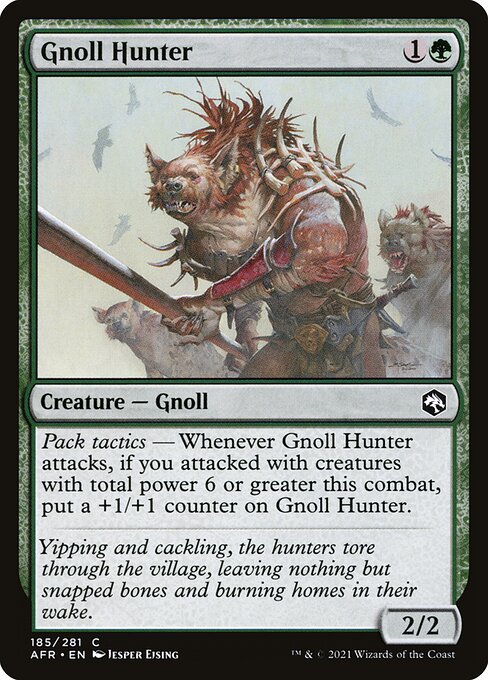 Gnoll Hunter 1
Creature — Gnoll
Pack tactics — Whenever Gnoll Hunter
attacks, if you attacked with creatures
with total power 6 or greater this combat,
put a +1/+1 counter on Gnoll Hunter.
Yipping and cackling, the hunters tore
through the village, leaving nothing but
snapped bones and burning homes in their
wake.
2/2
185/281 C
AFR • EN Jesper Ejsing
™ & © 2021 Wizards of the Coast